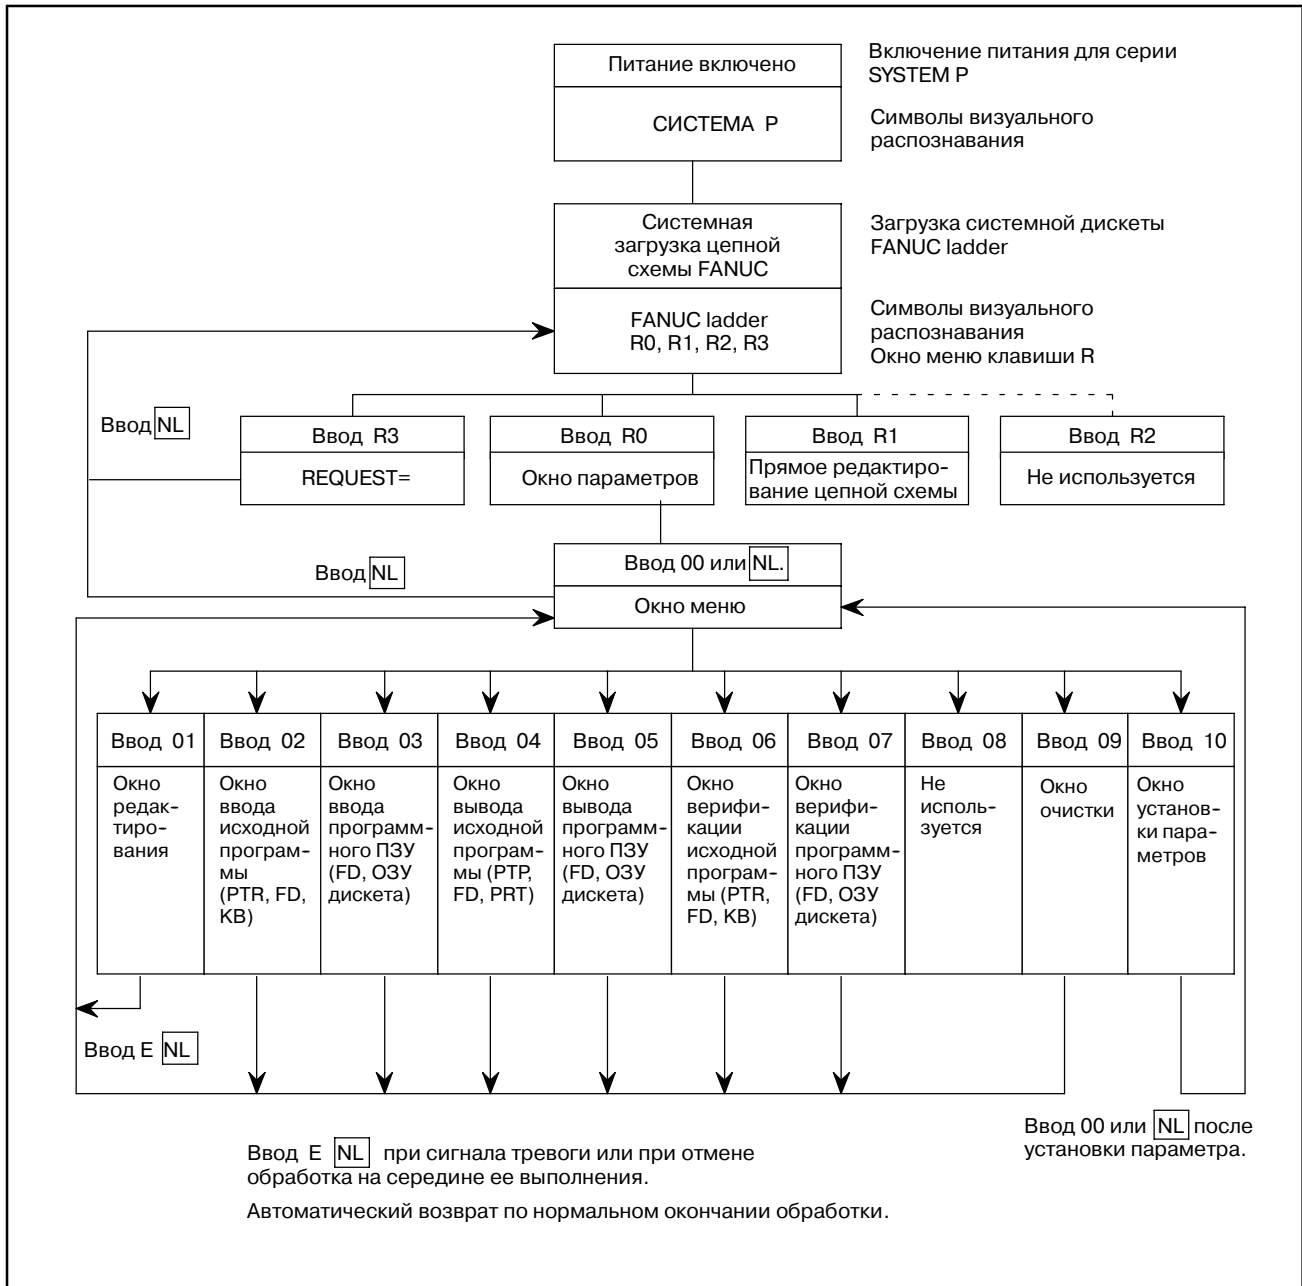 Питание включено
Включение питания для серии
SYSTEM P
СИСТЕМА P
Символы визуального
распознавания
Системная
загрузка цепной
схемы FANUC
Загрузка системной дискеты
FANUC ladder
FANUC ladder
R0, R1, R2, R3
Символы визуального
распознавания
Окно меню клавиши R
Ввод NL
Ввод R3
REQUEST=
Ввод R0
Окно параметров
Ввод R1
Прямое редактиро-
вание цепной схемы
Ввод R2
Не используется
Ввод NL
Ввод 00 или NL.
Окно меню
Ввод 01
Окно
редак-
тиро-
вания
Ввод 02
Окно
ввода
исходной
програм-
мы
(PTR, FD,
KB)
Ввод 03
Окно
ввода
программ-
ного ПЗУ
(FD, ОЗУ
дискета)
Ввод 04
Окно
вывода
исходной
програм-
мы (PTP,
FD, PRT)
Ввод 05
Окно
вывода
программ-
ного ПЗУ
(FD, ОЗУ
дискета)
Ввод 06
Окно
верифи-
кации
исходной
програм-
мы (PTR,
FD, KB)
Ввод 07
Окно
верифи-
кации
программ-
ного ПЗУ
(FD, ОЗУ
дискета)
Ввод 08
Не
исполь-
зуется
Ввод 09
Окно
очистки
Ввод 10
Окно
установ-
ки пара-
метров
Ввод E NL
Ввод 00 или NL после
установки параметра.
Ввод E NL при сигнала тревоги или при отмене
обработка на середине ее выполнения.
Автоматический возврат по нормальном окончании обработки.